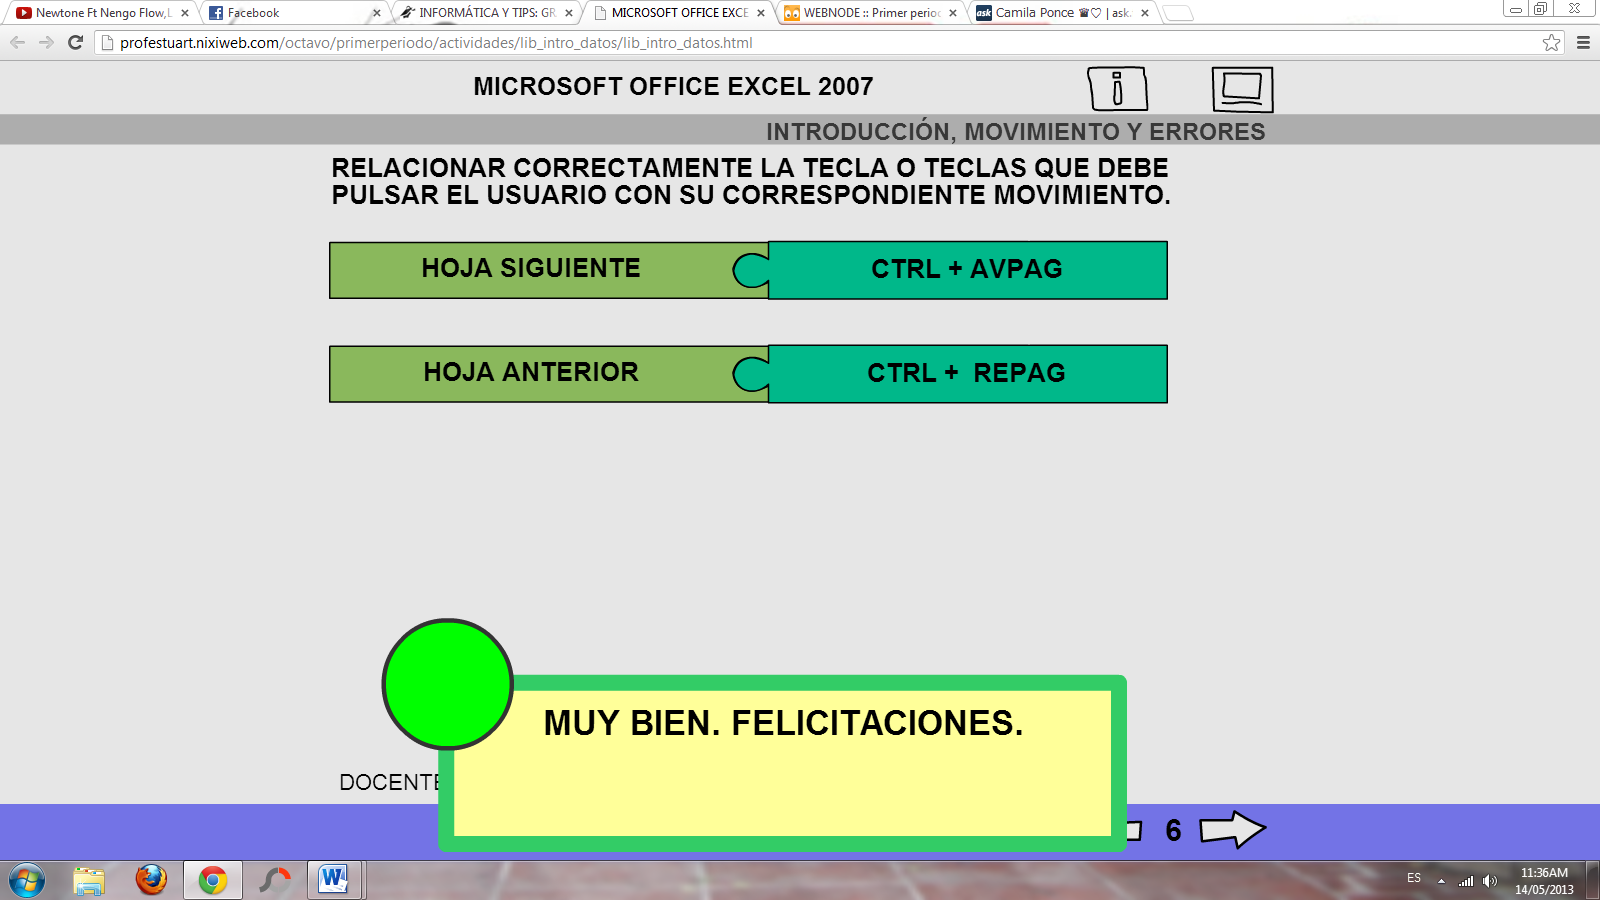 Newtone Ft Nengo Flow,L
Facebook
INFORMÁTICA Y TIPS: GR
MICROSOFT OFFICE EXCE
WEBNODE :: Primer period
ask Camila Ponce ♛♡ | ask.
profestuart.nixiweb.com/octavo/primerperiodo/actividades/lib_intro_datos/lib_intro_datos.html
MICROSOFT OFFICE EXCEL 2007
i
INTRODUCCIÓN, MOVIMIENTO Y ERRORES
RELACIONAR CORRECTAMENTE LA TECLA O TECLAS QUE DEBE
PULSAR EL USUARIO CON SU CORRESPONDIENTE MOVIMIENTO.
HOJA SIGUIENTE CTRL + AVPAG
HOJA ANTERIOR CTRL + REPAG
MUY BIEN. FELICITACIONES.
DOCENTE
6
ES
11:36AM
14/05/2013